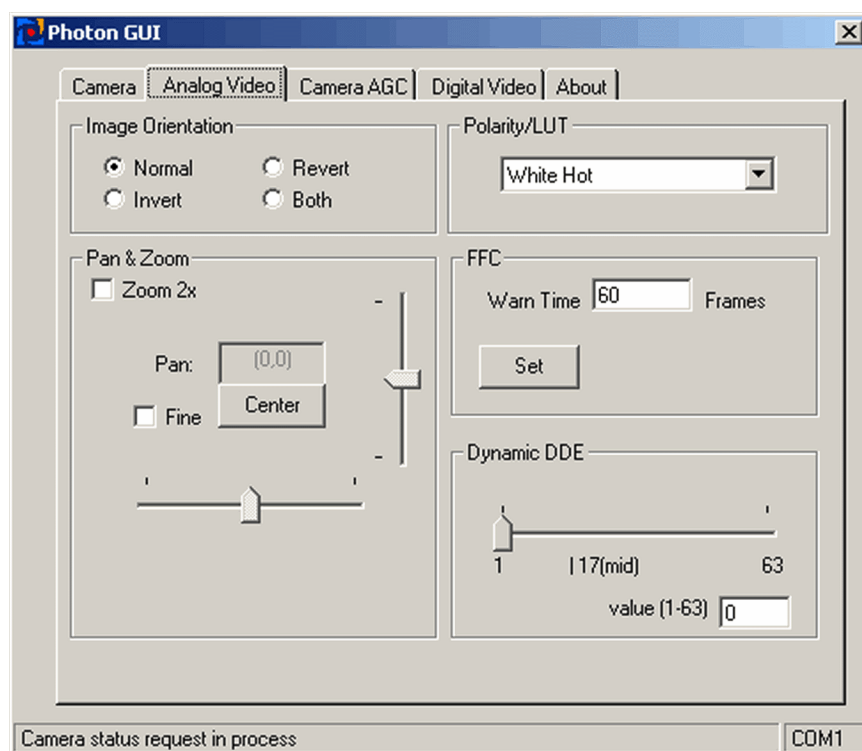 Photon GUI
Camera Analog Video Camera AGC Digital Video About
Image Orientation
Normal Revert
Invert Both
Polarity/LUT
White Hot
Pan & Zoom
Zoom 2x
Pan: (0,0)
Fine Center
FFC
Warn Time 60 Frames
Set
Dynamic DDE
1 |17(mid) 63
value (1-63) 0
Camera status request in process COM1